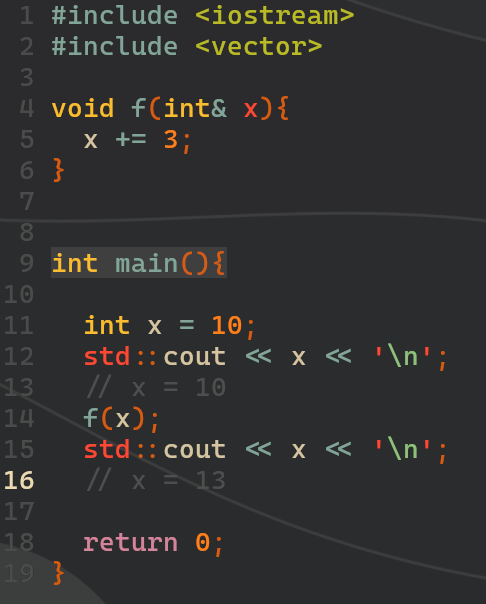 1 #include <iostream>
2 #include <vector>
3
4 void f(int& x){
5   x += 3;
6 }
7
8
9 int main(){
10
11   int x = 10;
12   std::cout << x << '\n';
13   // x = 10
14   f(x);
15   std::cout << x << '\n';
16   // x = 13
17
18   return 0;
19 }